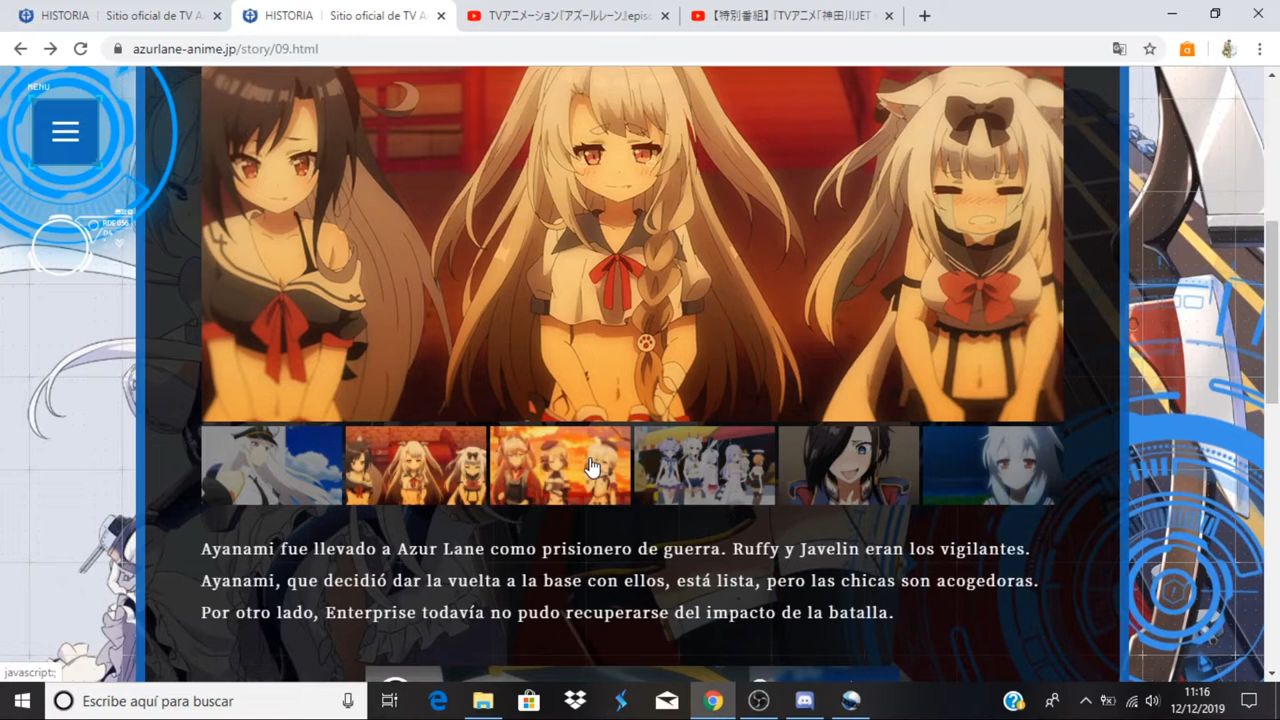 HISTORIA    Sitio oficial de TV A
HISTORIA    Sitio oficial de TV A
TVアニメーション『アズールレーン』episo
【特別番組】『TVアニメ「神田川JET
azurlane-anime.jp/story/09.html
MENU
RDE 056
04
Ayanami fue llevado a Azur Lane como prisionero de guerra. Ruffy y Javelin eran los vigilantes.
Ayanami, que decidió dar la vuelta a la base con ellos, está lista, pero las chicas son acogedoras.
Por otro lado, Enterprise todavía no pudo recuperarse del impacto de la batalla.
javascript:;
Escribe aquí para buscar
11:16
12/12/2019